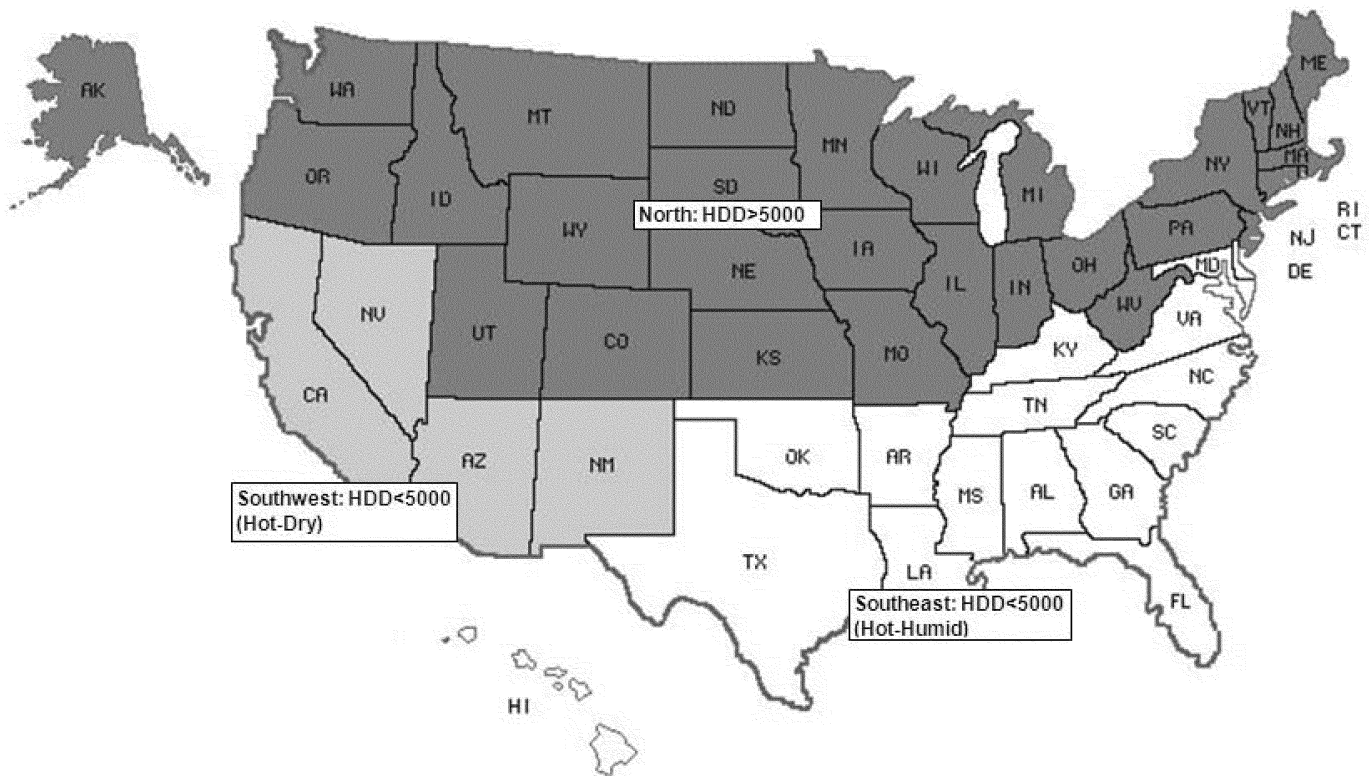 ME
AK
WA
MT
ND
VT
NH
MN
MA
NY
OR
ID
SD
WI
MI
North: HDD>5000
RI
CT
WY
PA
NJ
IA
NE
OH
MD
DE
IL
IN
NV
UT
CO
WV
VA
KS
MO
KY
CA
NC
TN
SC
AZ
NM
OK
AR
MS
AL
GA
Southwest: HDD<5000
(Hot-Dry)
TX
LA
FL
Southeast: HDD<5000
(Hot-Humid)
HI